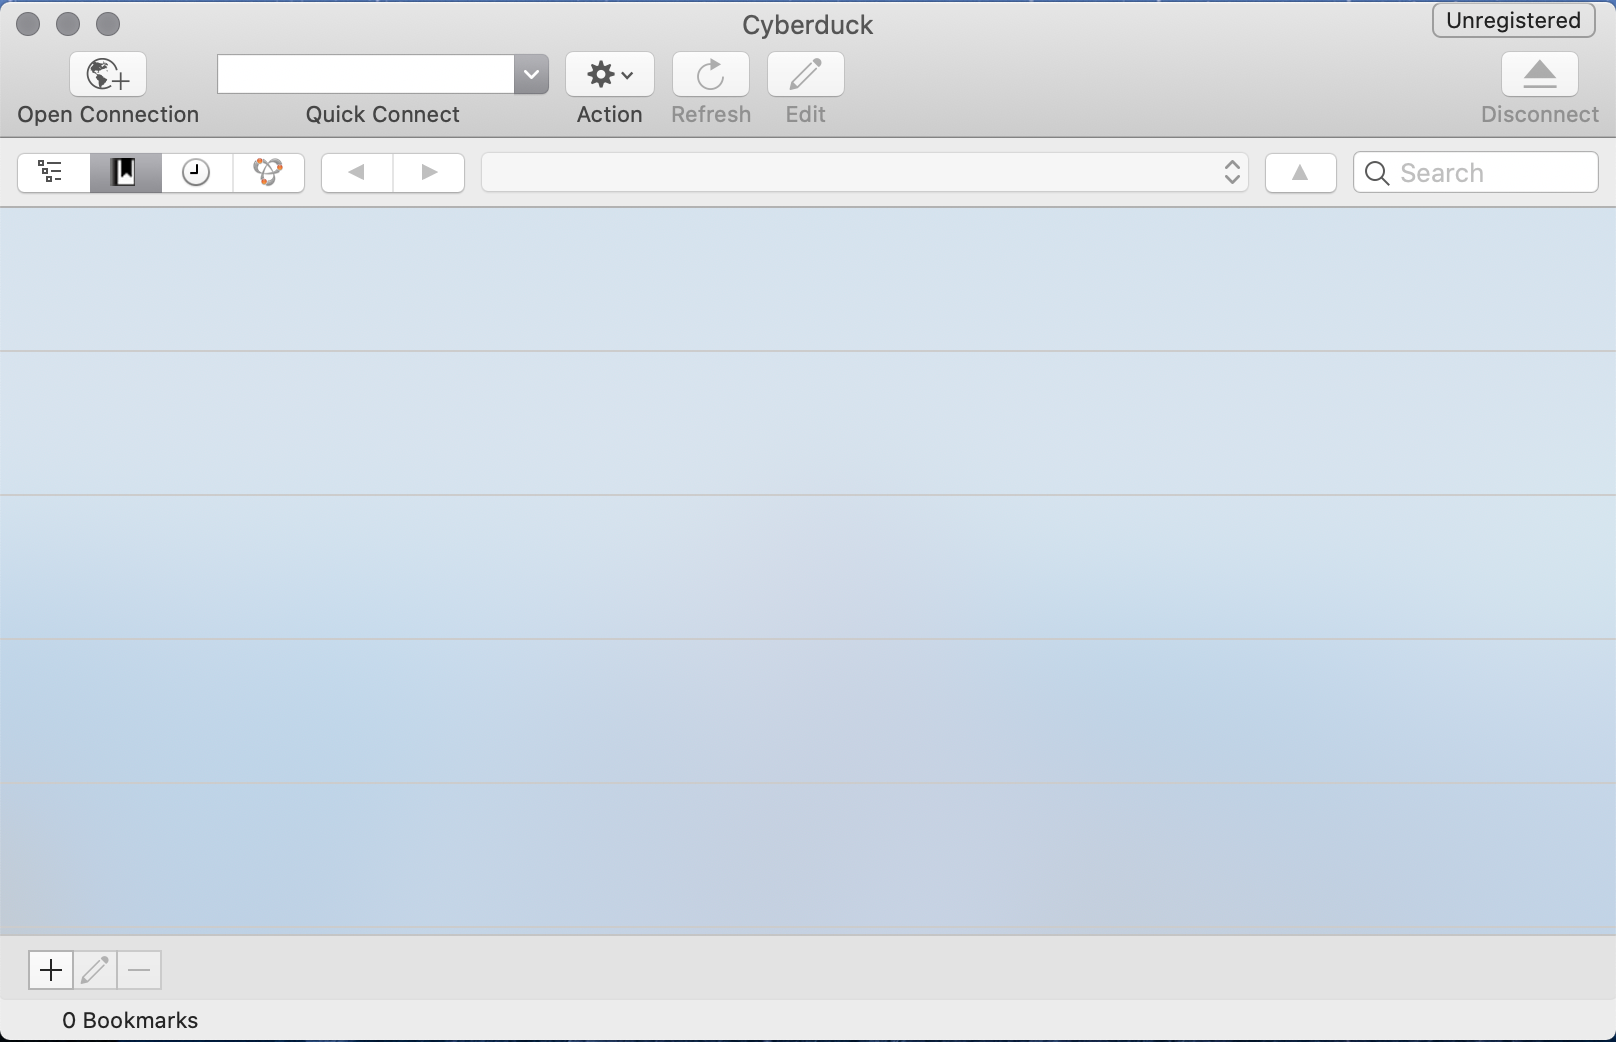 Cyberduck
Unregistered
Open Connection
Quick Connect
Action
Refresh
Edit
Disconnect
Search
0 Bookmarks